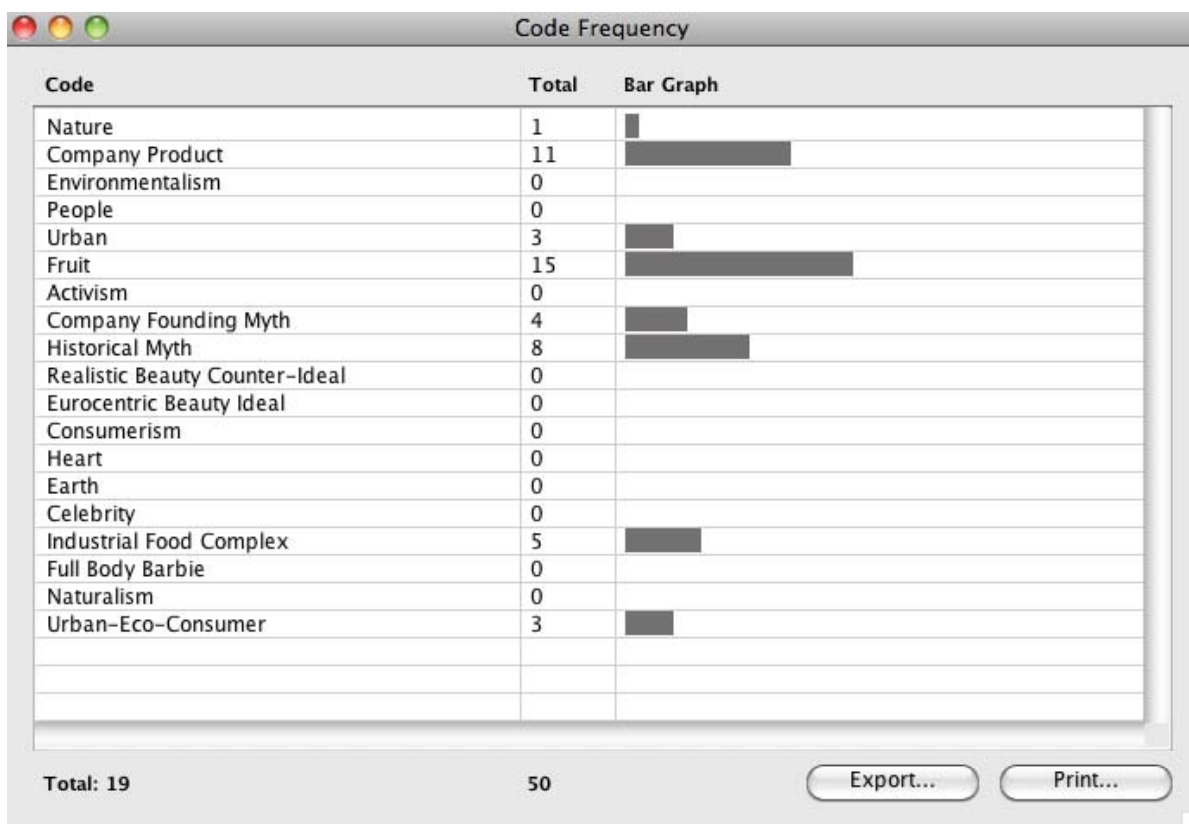 Code Frequency
Code Total Bar Graph
Nature 1
Company Product 11
Environmentalism 0
People 0
Urban 3
Fruit 15
Activism 0
Company Founding Myth 4
Historical Myth 8
Realistic Beauty Counter-Ideal 0
Eurocentric Beauty Ideal 0
Consumerism 0
Heart 0
Earth 0
Celebrity 0
Industrial Food Complex 5
Full Body Barbie 0
Naturalism 0
Urban-Eco-Consumer 3
Total: 19 50 Export... Print...